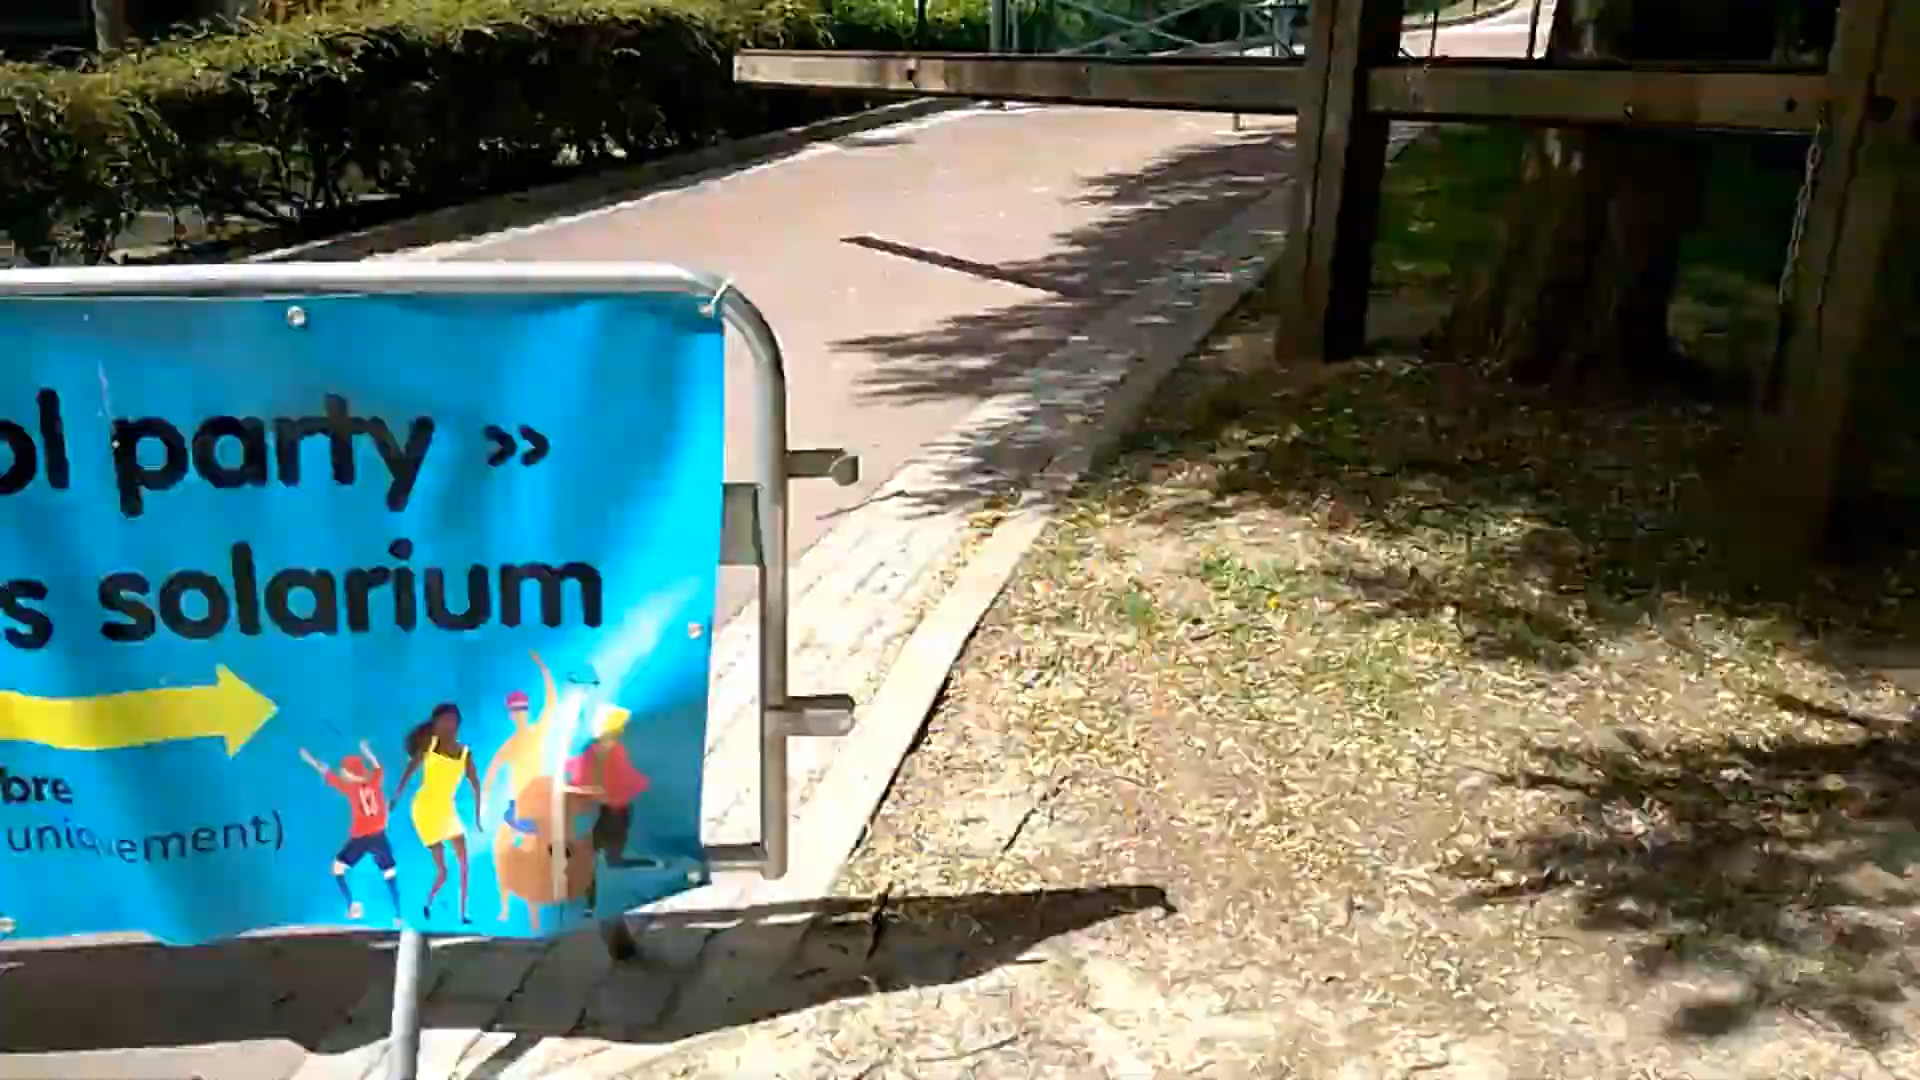 ol party »
s solarium
bre
uniquement)